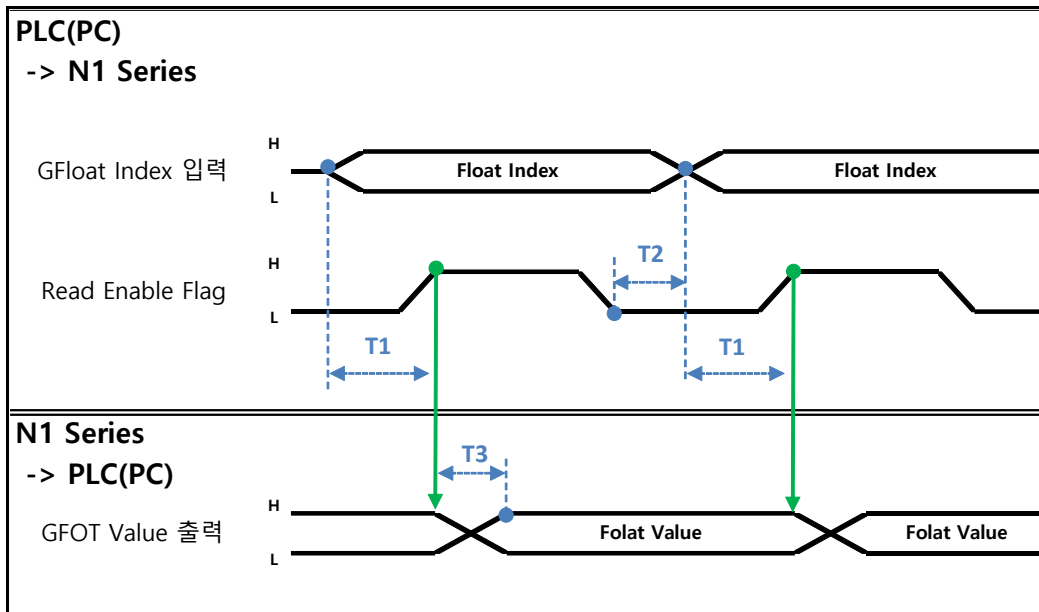 PLC(PC)
-> N1 Series
H
GFloat Index 입력
Float Index
Float Index
L
H
T2
Read Enable Flag
L
T1
T1
N1 Series
-> PLC(PC)
T3
H
GFOT Value 출력
Folat Value
Folat Value
L